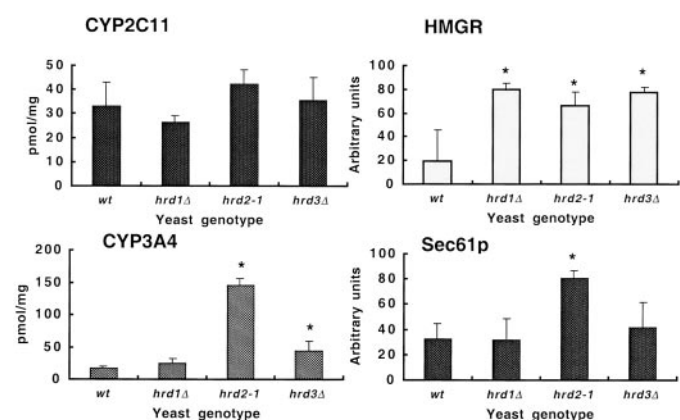 CYP2C11
pmol/mg
50
40
30
20
10
0
wt hrd1Δ hrd2-1 hrd3Δ
Yeast genotype
HMGR
Arbitrary units
100
80
60
40
20
0
* * *
wt hrd1Δ hrd2-1 hrd3Δ
Yeast genotype
CYP3A4
pmol/mg
200
150
100
50
0
* *
wt hrd1Δ hrd2-1 hrd3Δ
Yeast genotype
Sec61p
Arbitrary units
100
80
60
40
20
0
*
wt hrd1Δ hrd2-1 hrd3Δ
Yeast genotype